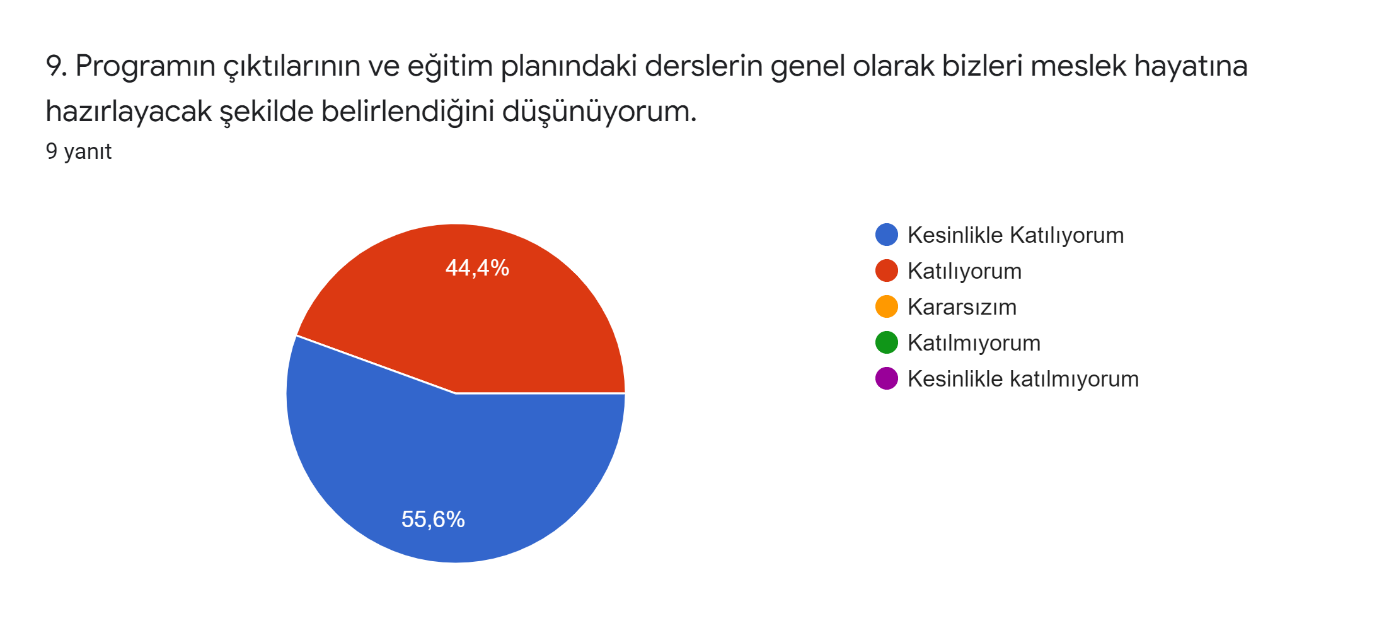 9. Programın çıktılarının ve eğitim planındaki derslerin genel olarak bizleri meslek hayatına
hazırlayacak şekilde belirlendiğini düşünüyorum.
9 yanıt
44,4%
55,6%
Kesinlikle Katılıyorum
Katılıyorum
Kararsızım
Katılmıyorum
Kesinlikle katılmıyorum